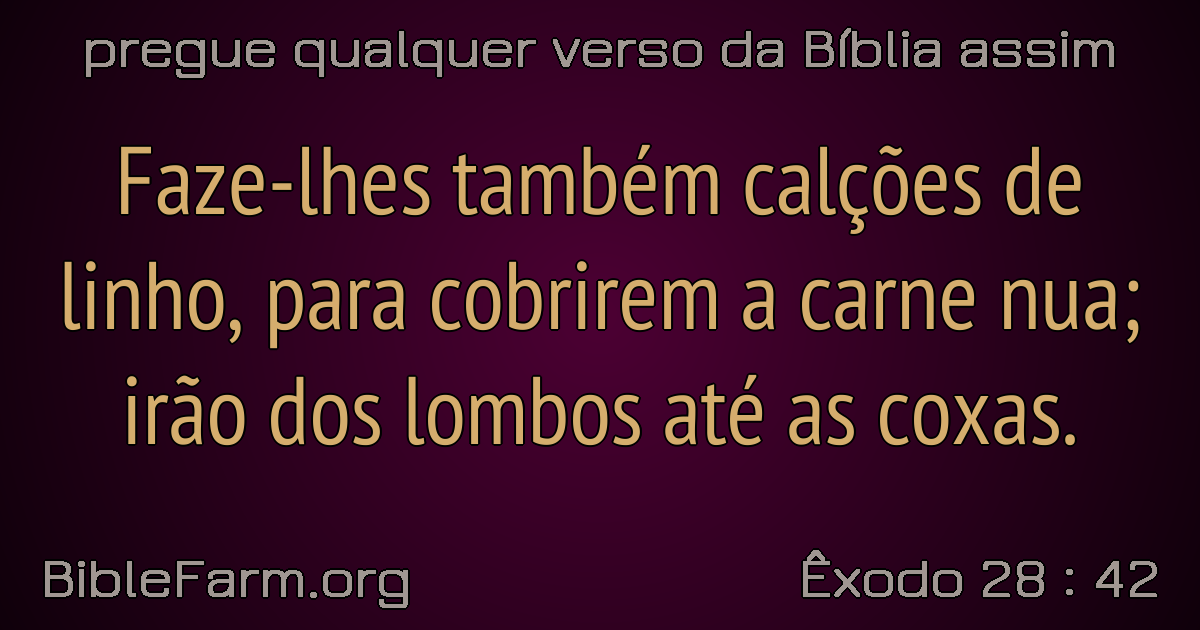 pregue qualquer verso da Bíblia assim
Faze-lhes também calções de
linho, para cobrirem a carne nua;
irão dos lombos até as coxas.
BibleFarm.org
Êxodo 28 : 42